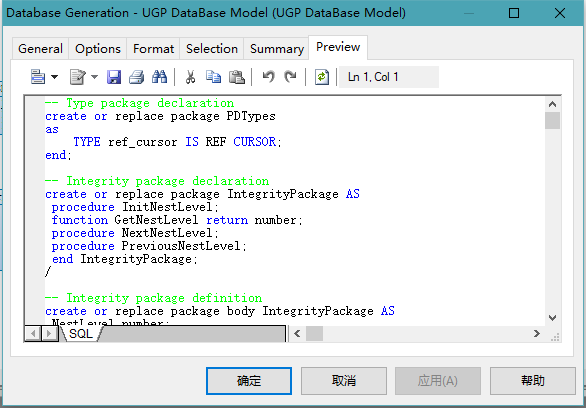 Database Generation - UGP DataBase Model (UGP DataBase Model)
General Options Format Selection Summary Preview
Ln 1, Col 1
-- Type package declaration
create or replace package PDTypes
as
    TYPE ref_cursor IS REF CURSOR;
end;

-- Integrity package declaration
create or replace package IntegrityPackage AS
 procedure InitNestLevel;
 function GetNestLevel return number;
 procedure NextNestLevel;
 procedure PreviousNestLevel;
 end IntegrityPackage;
/

-- Integrity package definition
create or replace package body IntegrityPackage AS
 NestLevel number;
SQL
确定 取消 应用(A) 帮助